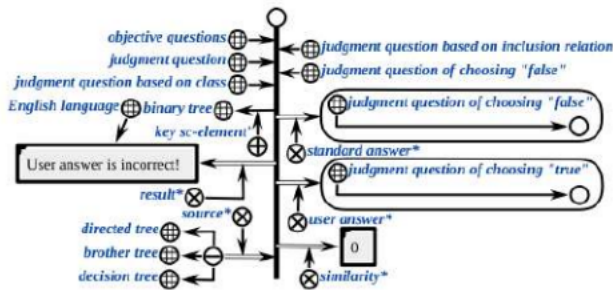 objective questions
judgment question based on inclusion relation
judgment question
judgment question of choosing "false"
judgment question based on class
English language
binary tree
judgment question of choosing "false"
key sc-element'
standard answer*
User answer is incorrect!
judgment question of choosing "true"
result*
source*
user answer*
directed tree
brother tree
0
decision tree
similarity*